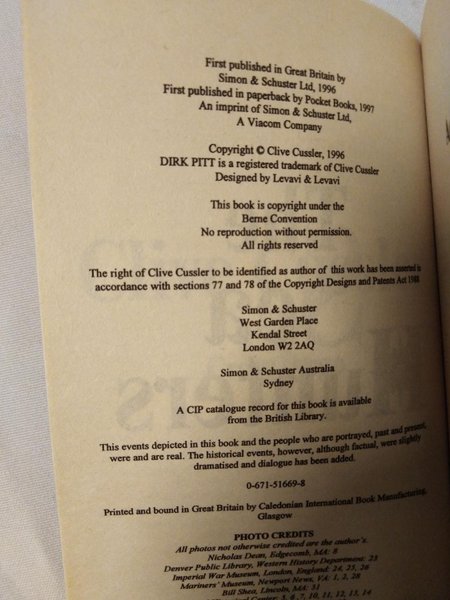 First published in Great Britain by
Simon & Schuster Ltd, 1996
First published in paperback by Pocket Books, 1997
An imprint of Simon & Schuster Ltd,
A Viacom Company
Copyright © Clive Cussler, 1996
DIRK PITT is a registered trademark of Clive Cussler
Designed by Levavi & Levavi
This book is copyright under the
Berne Convention
No reproduction without permission.
All rights reserved
The right of Clive Cussler to be identified as author of this work has been asserted in
accordance with sections 77 and 78 of the Copyright Designs and Patents Act 1988
Simon & Schuster
West Garden Place
Kendal Street
London W2 2AQ
Simon & Schuster Australia
Sydney
A CIP catalogue record for this book is available
from the British Library.
This events depicted in this book and the people who are portrayed, past and present,
were and are real. The historical events, however, although factual, were slightly
dramatised and dialogue has been added.
0-671-51669-8
Printed and bound in Great Britain by Caledonian International Book Manufacturing,
Glasgow
PHOTO CREDITS
All photos not otherwise credited are the author's.
Nicholas Dean, Edgecomb, MA: 8
Denver Public Library, Western History Department: 23
Imperial War Museum, London, England: 24, 25, 26
Mariners' Museum, Newport News, VA: 1, 2, 28
Bill Shea, Lincoln, MA: 31
Center: 5, 6, 7, 10, 11, 12, 13, 14